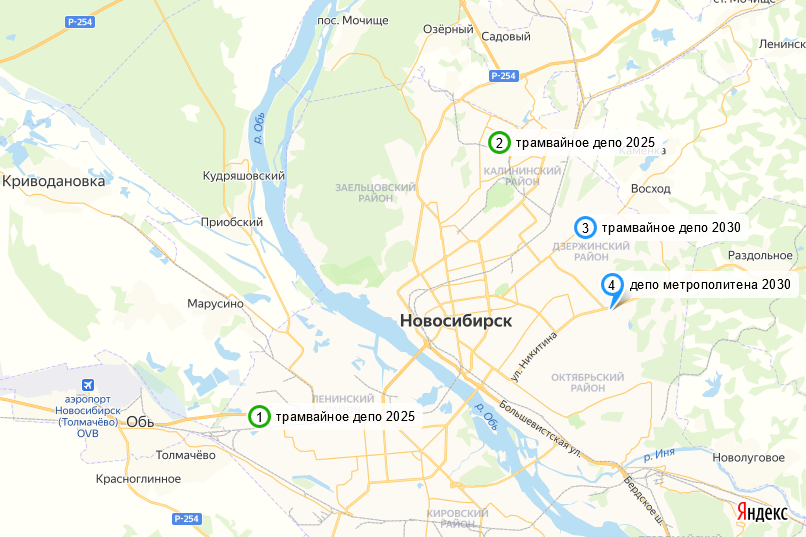 пос. Мочище
ст. Мочище
Р-254
Озёрный
Садовый
Ленински
Р-254
р. Обь
2
трамвайное депо 2025
Каменка
КАЛИНИНСКИЙ
РАЙОН
Криводановка
Кудряшовский
ЗАЕЛЬЦОВСКИЙ
РАЙОН
Восход
Приобский
3
трамвайное депо 2030
ДЗЕРЖИНСКИЙ
РАЙОН
Раздольное
4
депо метрополитена 2030
Марусино
Новосибирск
ул. Никитина
ОКТЯБРЬСКИЙ
РАЙОН
аэропорт
Новосибирск
(Толмачёво)
OVB
ЛЕНИНСКИЙ
1
трамвайное депо 2025
Обь
р. Обь
Большевистская ул.
Толмачёво
р. Иня
Новолуговое
Красноглинное
Бердское ш.
Р-254
КИРОВСКИЙ
РАЙОН
Яндекс